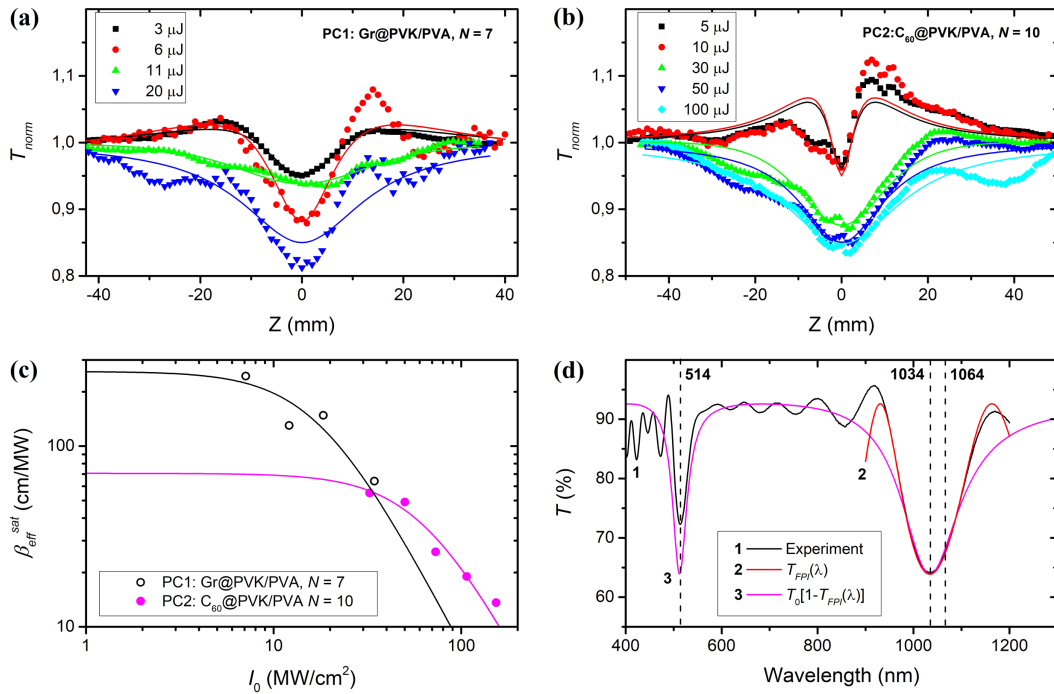 (a)
3 μJ
6 μJ
11 μJ
20 μJ
PC1: Gr@PVK/PVA, N = 7
1,1
1,0
0,9
0,8
T_norm
-40 -20 0 20 40
Z (mm)
(b)
5 μJ
10 μJ
30 μJ
50 μJ
100 μJ
PC2:C60@PVK/PVA, N = 10
1,1
1,0
0,9
0,8
T_norm
-40 -20 0 20 40
Z (mm)
(c)
100
10
β_eff^sat (cm/MW)
PC1: Gr@PVK/PVA, N = 7
PC2: C60@PVK/PVA N = 10
1 10 100
I0 (MW/cm²)
(d)
514 1034 1064
90
80
70
60
T (%)
1
2
3
1 Experiment
2 T_FPI(λ)
3 T0[1-T_FPI(λ)]
400 600 800 1000 1200
Wavelength (nm)